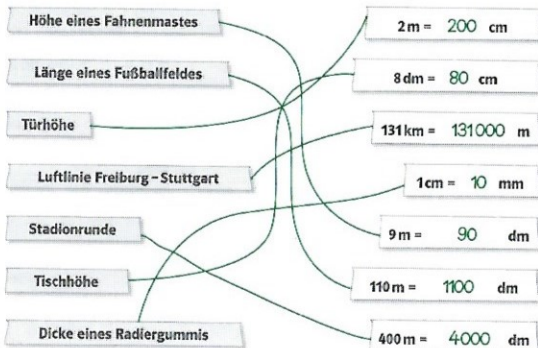 Höhe eines Fahnenmastes
2 m = 200 cm
Länge eines Fußballfeldes
8 dm = 80 cm
Türhöhe
131 km = 131000 m
Luftlinie Freiburg – Stuttgart
1 cm = 10 mm
Stadionrunde
9 m = 90 dm
Tischhöhe
110 m = 1100 dm
Dicke eines Radiergummis
400 m = 4000 dm